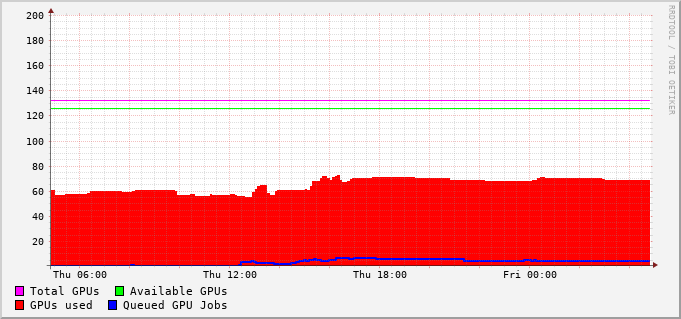 200
180
160
140
120
100
80
60
40
20
Thu 06:00 Thu 12:00 Thu 18:00 Fri 00:00
Total GPUs Available GPUs
GPUs used Queued GPU Jobs
RRDTOOL / TOBI OETIKER